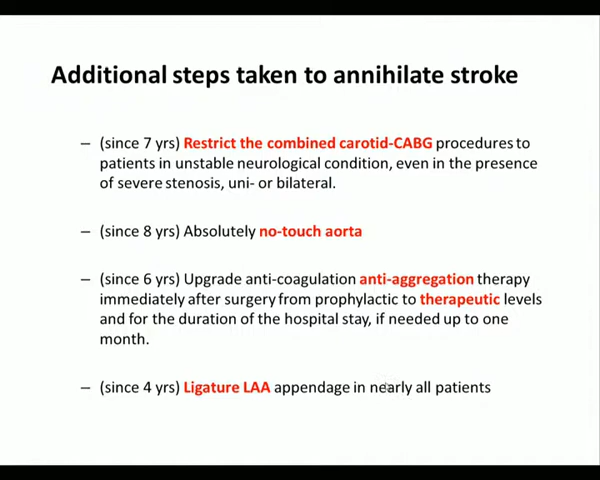 Additional steps taken to annihilate stroke
– (since 7 yrs) Restrict the combined carotid-CABG procedures to
patients in unstable neurological condition, even in the presence
of severe stenosis, uni- or bilateral.
– (since 8 yrs) Absolutely no-touch aorta
– (since 6 yrs) Upgrade anti-coagulation anti-aggregation therapy
immediately after surgery from prophylactic to therapeutic levels
and for the duration of the hospital stay, if needed up to one
month.
– (since 4 yrs) Ligature LAA appendage in nearly all patients